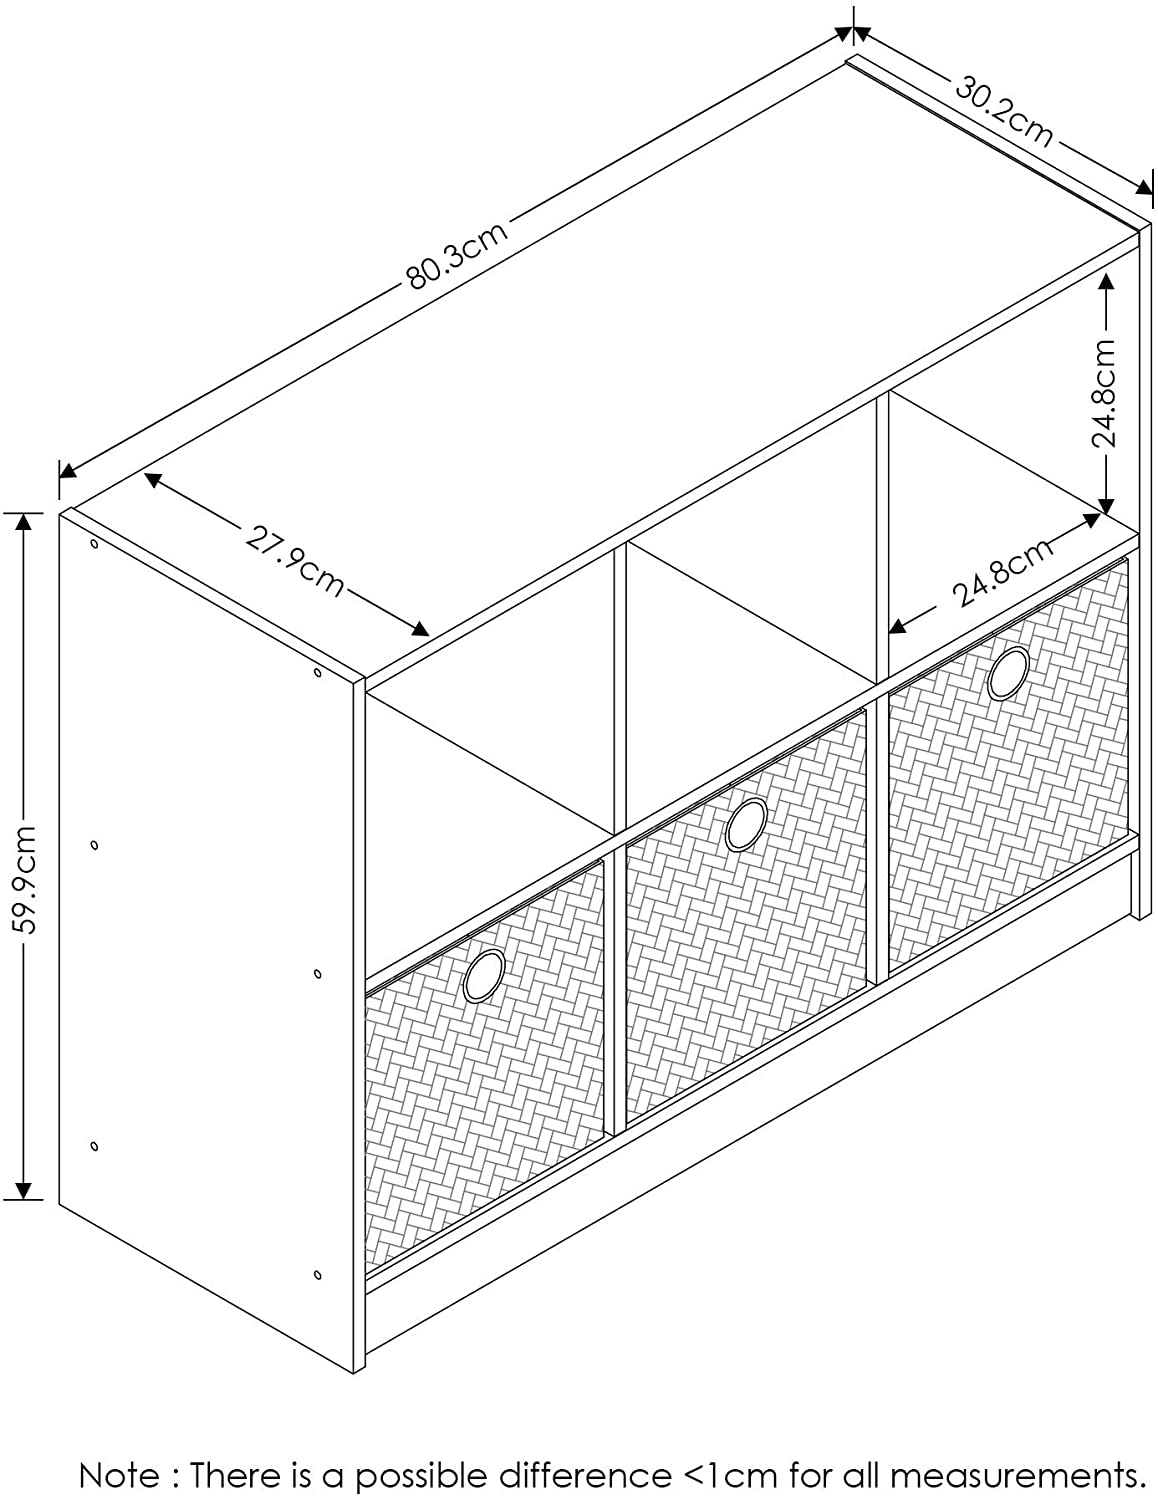 30.2cm
80.3cm
24.8cm
27.9cm
24.8cm
59.9cm
Note : There is a possible difference <1cm for all measurements.